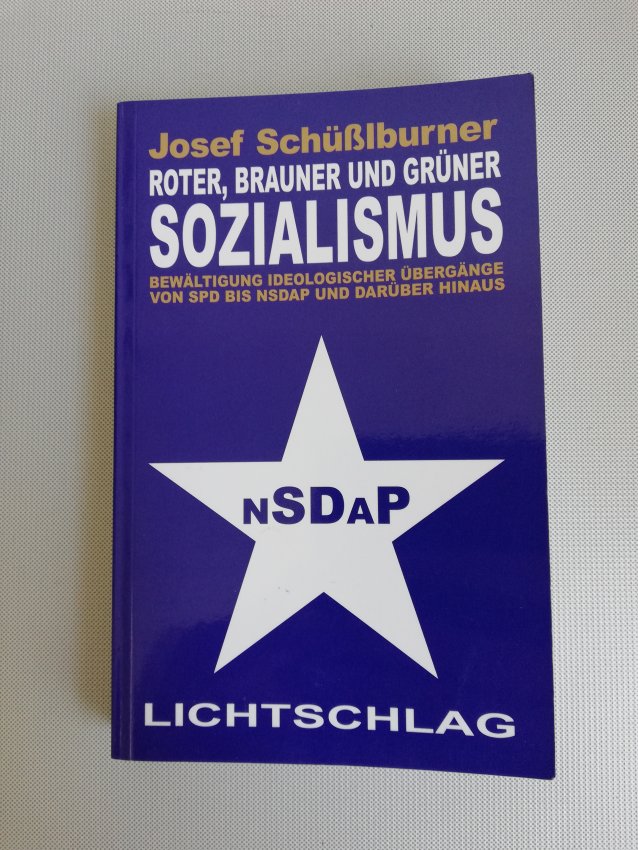 Josef Schüßlburner
ROTER, BRAUNER UND GRÜNER
SOZIALISMUS
BEWÄLTIGUNG IDEOLOGISCHER ÜBERGÄNGE
VON SPD BIS NSDAP UND DARÜBER HINAUS
NSDAP
LICHTSCHLAG